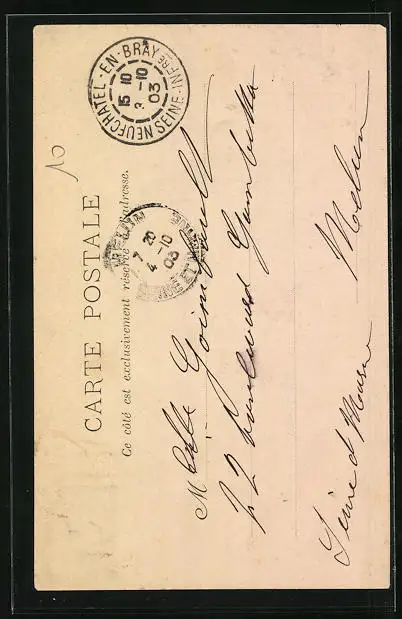 NEUFCHATEL-EN-BRAY SEINE-INFRE
15 10
3 -10
03
10
CARTE POSTALE
Ce côté est exclusivement réservé à l'adresse.
7 20
4 -10
03
Melle
boulevard Gambetta
Melun
Seine et Marne